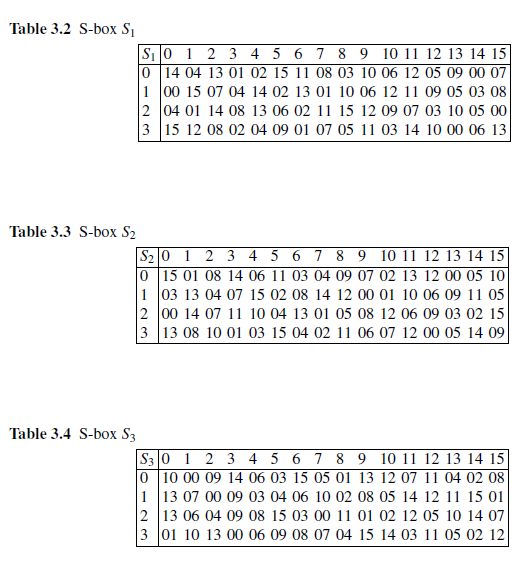 Table 3.2 S-box S1
S1 0 1 2 3 4 5 6 7 8 9 10 11 12 13 14 15
0 14 04 13 01 02 15 11 08 03 10 06 12 05 09 00 07
1 00 15 07 04 14 02 13 01 10 06 12 11 09 05 03 08
2 04 01 14 08 13 06 02 11 15 12 09 07 03 10 05 00
3 15 12 08 02 04 09 01 07 05 11 03 14 10 00 06 13
Table 3.3 S-box S2
S2 0 1 2 3 4 5 6 7 8 9 10 11 12 13 14 15
0 15 01 08 14 06 11 03 04 09 07 02 13 12 00 05 10
1 03 13 04 07 15 02 08 14 12 00 01 10 06 09 11 05
2 00 14 07 11 10 04 13 01 05 08 12 06 09 03 02 15
3 13 08 10 01 03 15 04 02 11 06 07 12 00 05 14 09
Table 3.4 S-box S3
S3 0 1 2 3 4 5 6 7 8 9 10 11 12 13 14 15
0 10 00 09 14 06 03 15 05 01 13 12 07 11 04 02 08
1 13 07 00 09 03 04 06 10 02 08 05 14 12 11 15 01
2 13 06 04 09 08 15 03 00 11 01 02 12 05 10 14 07
3 01 10 13 00 06 09 08 07 04 15 14 03 11 05 02 12